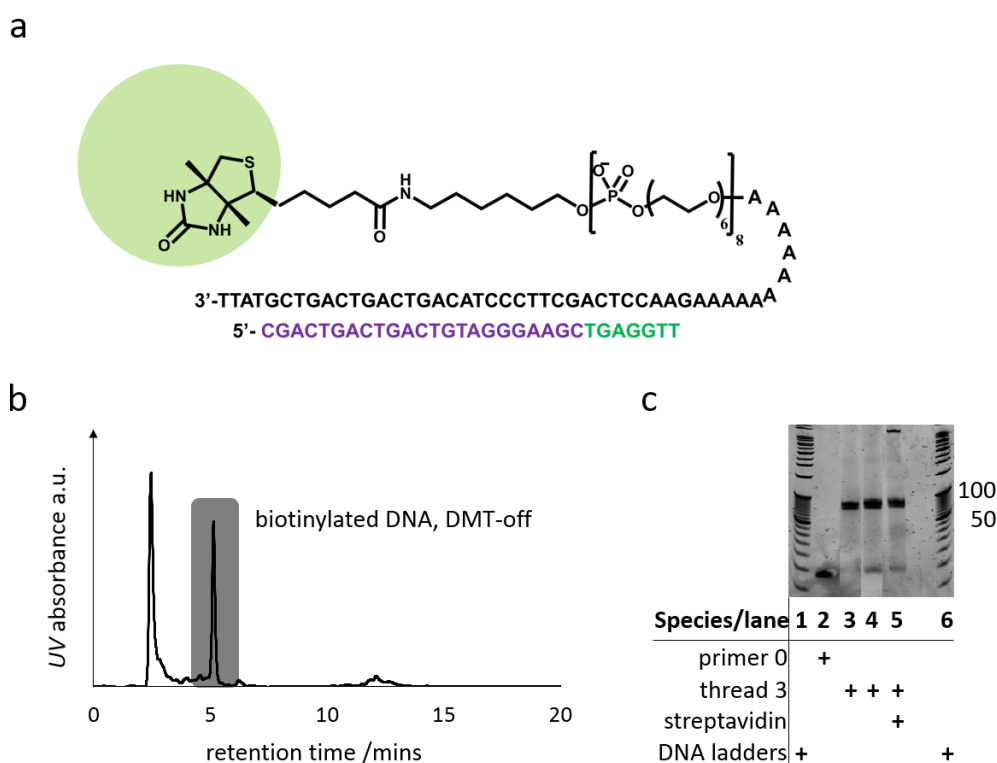 a
S
HN
NH
O
H
N
O
O
O-
O
P
O
O
6
8
A
A
A
A
A
A
3’-TTATGCTGACTGACTGACATCCCTTCGACTCCAAGAAAAA
5’- CGACTGACTGACTGTAGGGAAGCTGAGGTT
b
UV absorbance a.u.
biotinylated DNA, DMT-off
0 5 10 15 20
retention time /mins
c
100
50
Species/lane 1 2 3 4 5 6
primer 0 +
thread 3 + + +
streptavidin +
DNA ladders + +